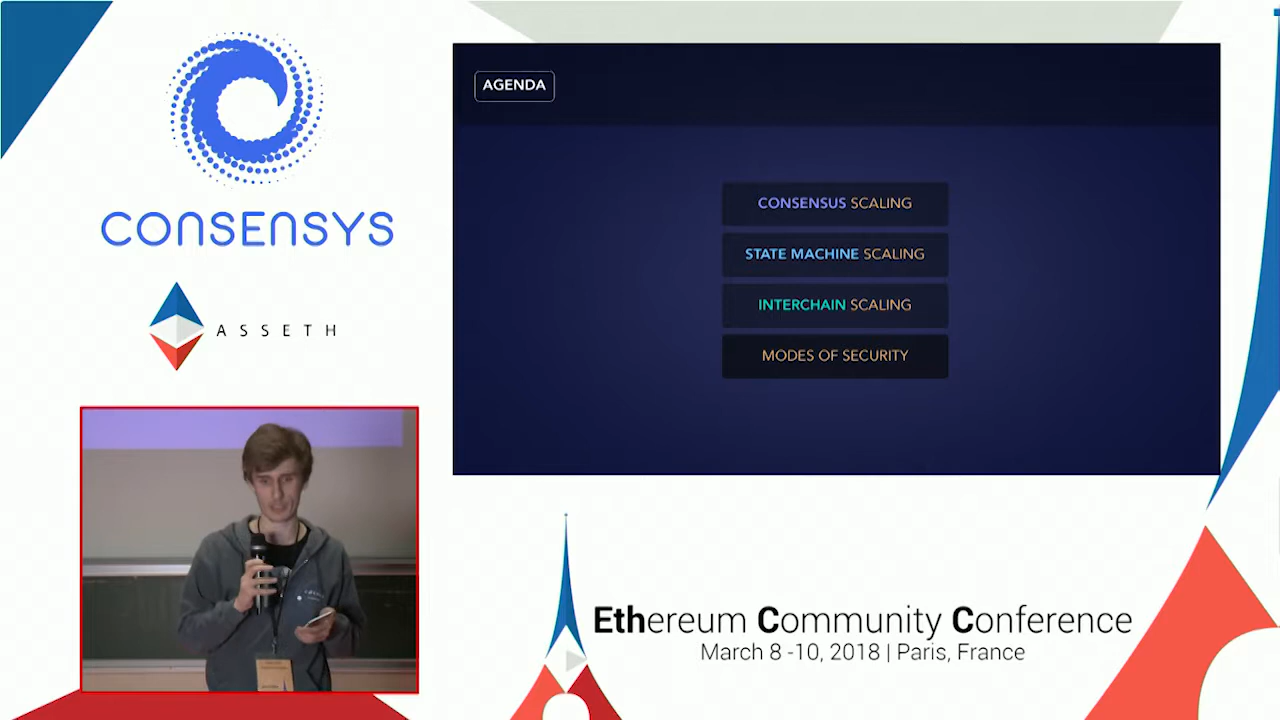 CONSENSYS
ASSETH
AGENDA
CONSENSUS SCALING
STATE MACHINE SCALING
INTERCHAIN SCALING
MODES OF SECURITY
Ethereum Community Conference
March 8 -10, 2018 | Paris, France